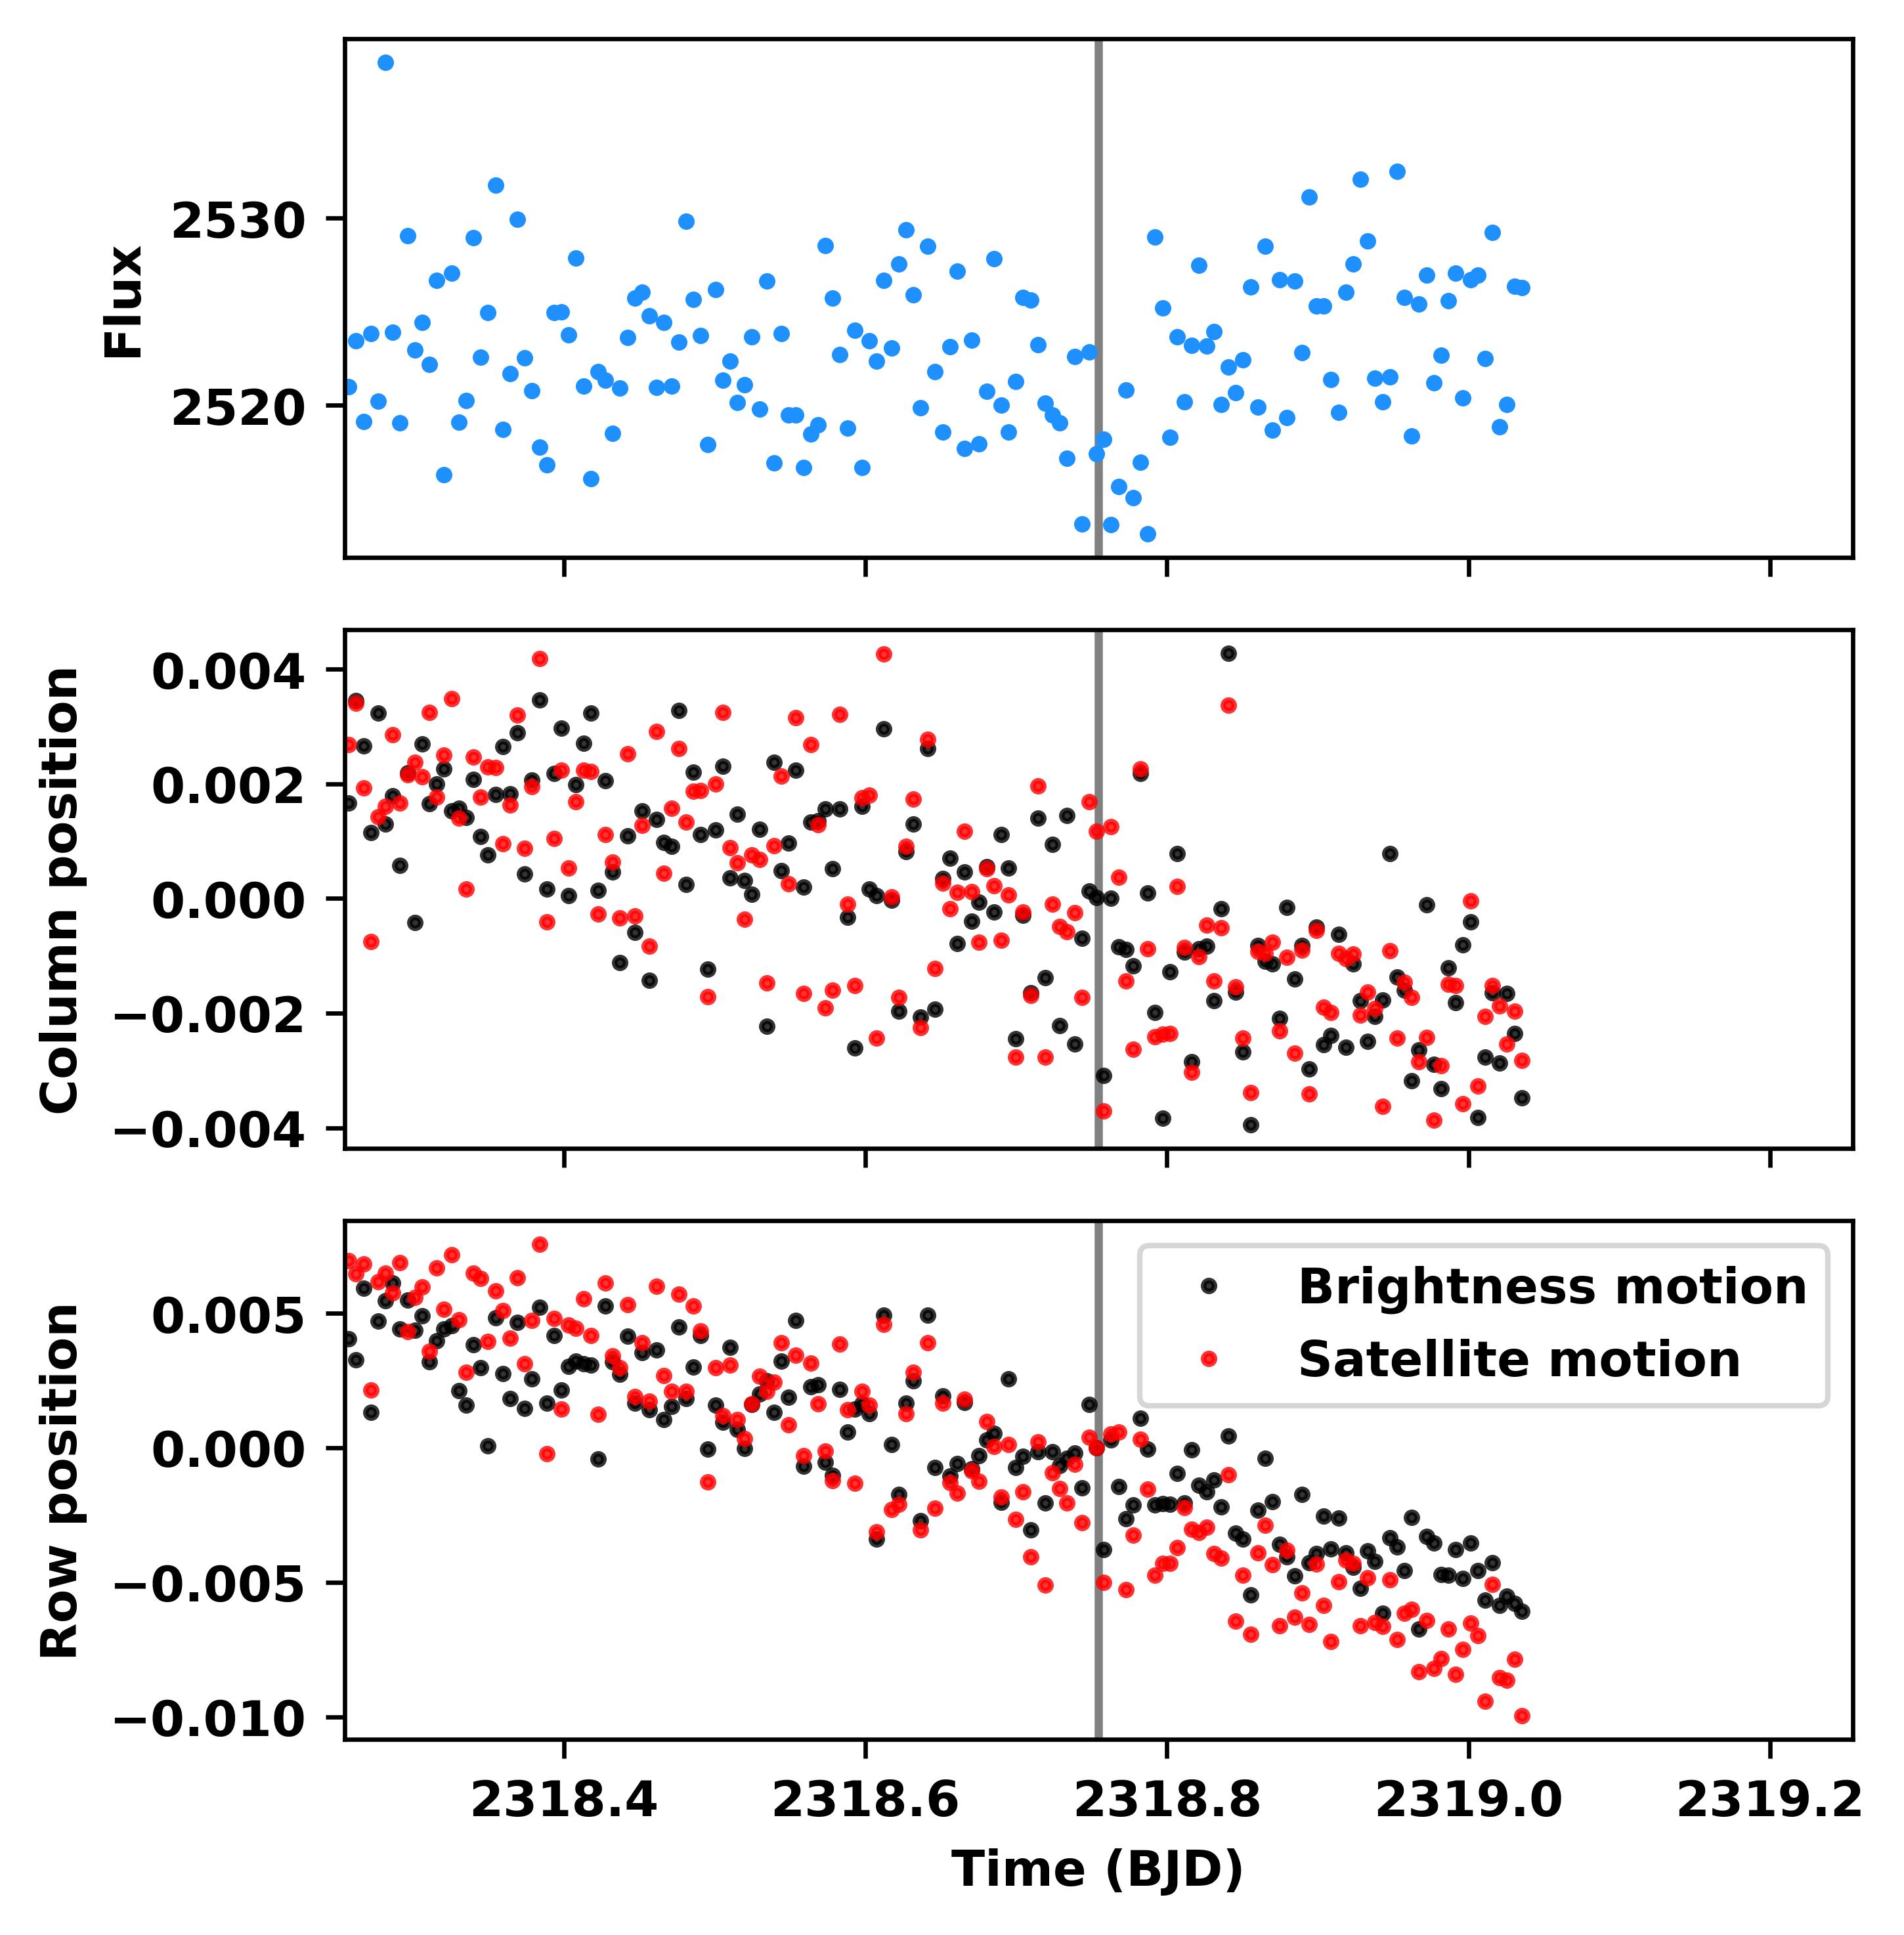 Flux
2530
2520
Column position
0.004
0.002
0.000
−0.002
−0.004
Row position
0.005
0.000
−0.005
−0.010
Brightness motion
Satellite motion
2318.4 2318.6 2318.8 2319.0 2319.2
Time (BJD)